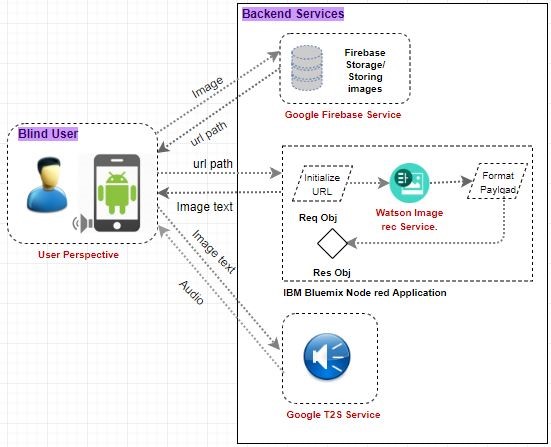 Backend Services
Firebase
Storage/
Storing
images
Google Firebase Service
Image
url path
Blind User
User Perspective
url path
Image text
Initialize
URL
Watson Image
rec Service.
Format
Payload
Req Obj
Res Obj
IBM Bluemix Node red Application
Image text
Audio
Google T2S Service